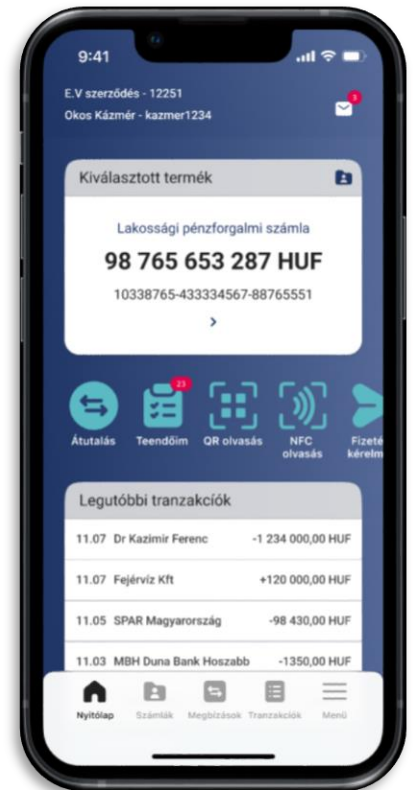 9:41
E.V szerződés - 12251
Okos Kázmér - kazmer1234
3
Kiválasztott termék
Lakossági pénzforgalmi számla
98 765 653 287 HUF
10338765-433334567-88765551
23
Átutalás Teendőim QR olvasás NFC olvasás Fizeté kérelm
Legutóbbi tranzakcíók
11.07 Dr Kazimir Ferenc -1 234 000,00 HUF
11.07 Fejérvíz Kft +120 000,00 HUF
11.05 SPAR Magyarország -98 430,00 HUF
11.03 MBH Duna Bank Hoszabb -1350,00 HUF
Nyitólap Számlák Megbízások Tranzakciók Menü